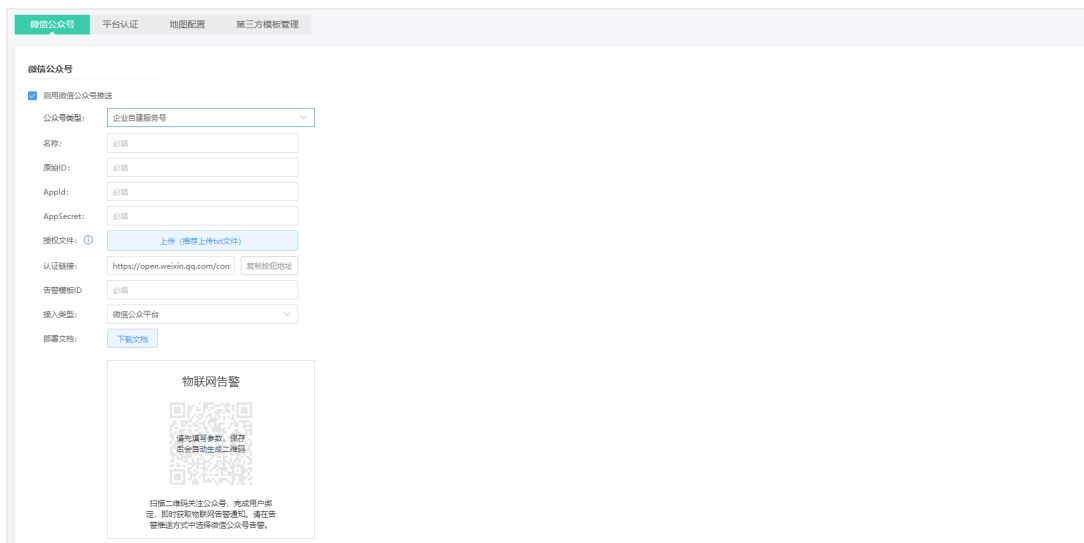 微信公众号 平台认证 地图配置 第三方模板管理
微信公众号
启用微信公众号推送
公众号类型: 企业自建服务号
名称: 必填
原始ID: 必填
AppId: 必填
AppSecret: 必填
授权文件: 上传（推荐上传txt文件）
认证链接: https://open.weixin.qq.com/con 复制按钮地址
告警模板ID 必填
接入类型: 微信公众平台
部署文档: 下载文档
物联网告警
请先填写参数，保存
后会自动生成二维码
扫描二维码关注公众号，完成用户绑
定，即时获取物联网告警通知。请在告
警推送方式中选择微信公众号告警。